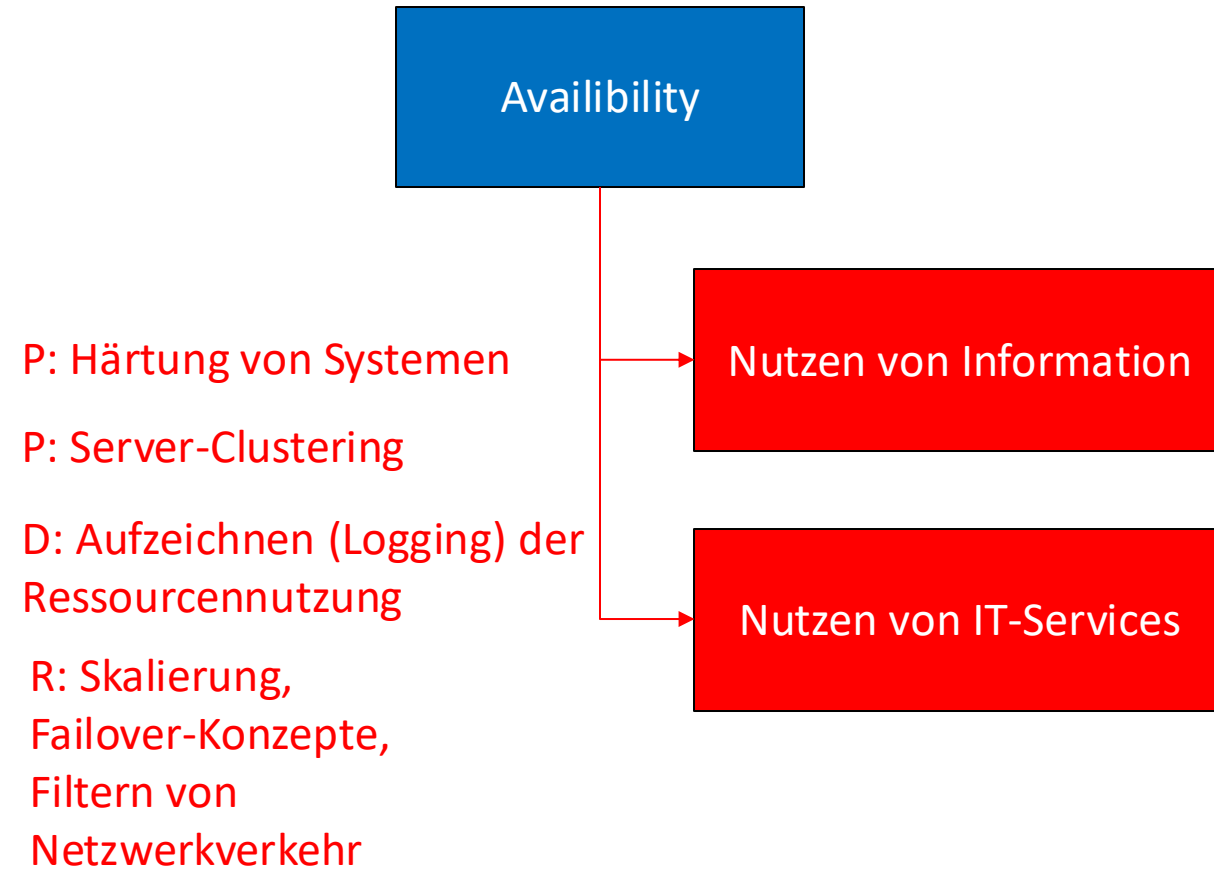 Availibility
Nutzen von Information
P: Härtung von Systemen
P: Server-Clustering
D: Aufzeichnen (Logging) der
Ressourcennutzung
Nutzen von IT-Services
R: Skalierung,
Failover-Konzepte,
Filtern von
Netzwerkverkehr